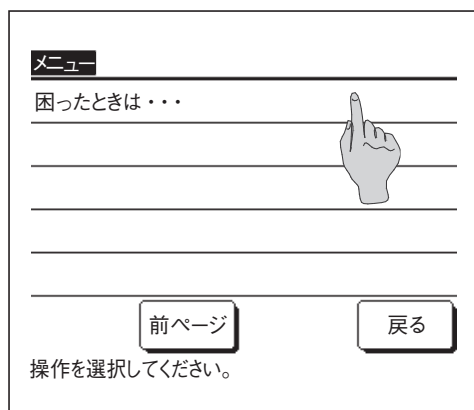 メニュー
困ったときは・・・
前ページ 戻る
操作を選択してください。